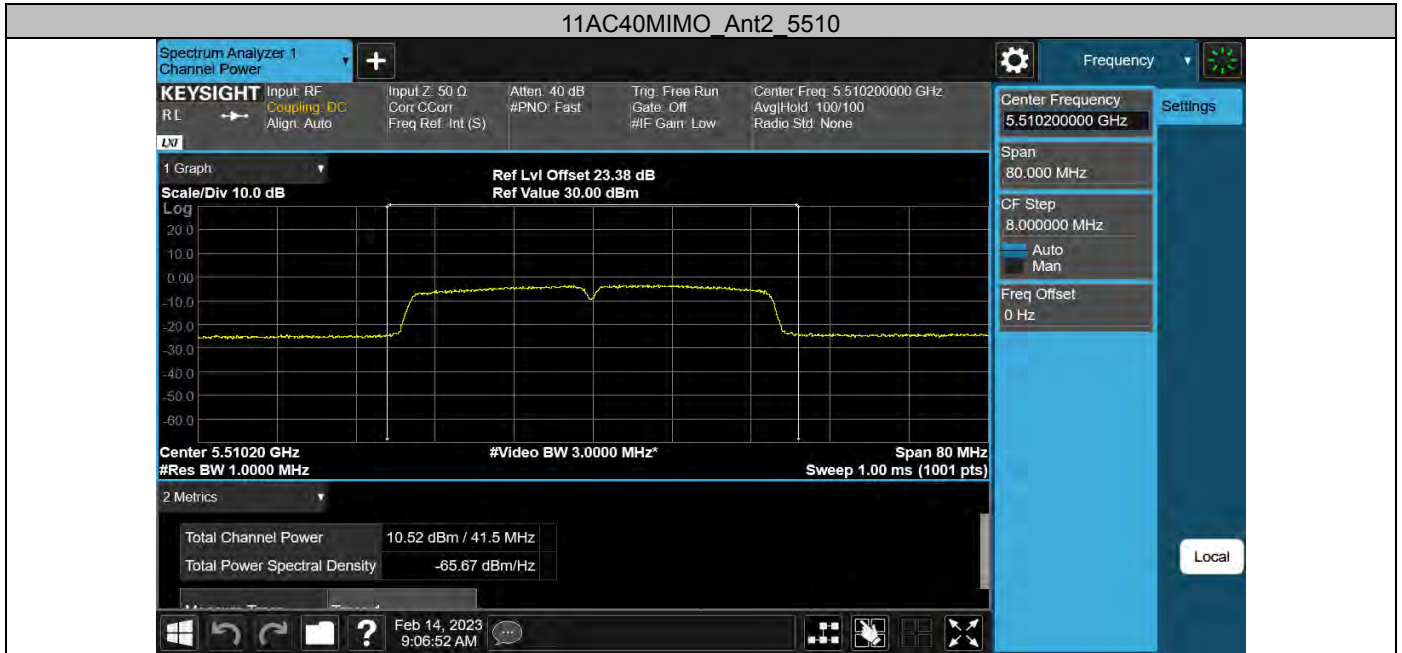 11AC40MIMO_Ant2_5510
Spectrum Analyzer 1
Channel Power
+
Frequency
KEYSIGHT
R L
LXI
Input: RF
Coupling: DC
Align: Auto
Input Z: 50 Ω
Corr CCorr
Freq Ref: Int (S)
Atten: 40 dB
#PNO: Fast
Trig: Free Run
Gate: Off
#IF Gain: Low
Center Freq: 5.510200000 GHz
Avg|Hold: 100/100
Radio Std: None
Center Frequency
5.510200000 GHz
Settings
Span
80.000 MHz
CF Step
8.000000 MHz
Auto
Man
Freq Offset
0 Hz
1 Graph
Scale/Div 10.0 dB
Ref Lvl Offset 23.38 dB
Ref Value 30.00 dBm
Log
20.0
10.0
0.00
-10.0
-20.0
-30.0
-40.0
-50.0
-60.0
Center 5.51020 GHz
#Video BW 3.0000 MHz*
Span 80 MHz
#Res BW 1.0000 MHz
Sweep 1.00 ms (1001 pts)
2 Metrics
Total Channel Power 10.52 dBm / 41.5 MHz
Total Power Spectral Density -65.67 dBm/Hz
Local
?
Feb 14, 2023
9:06:52 AM